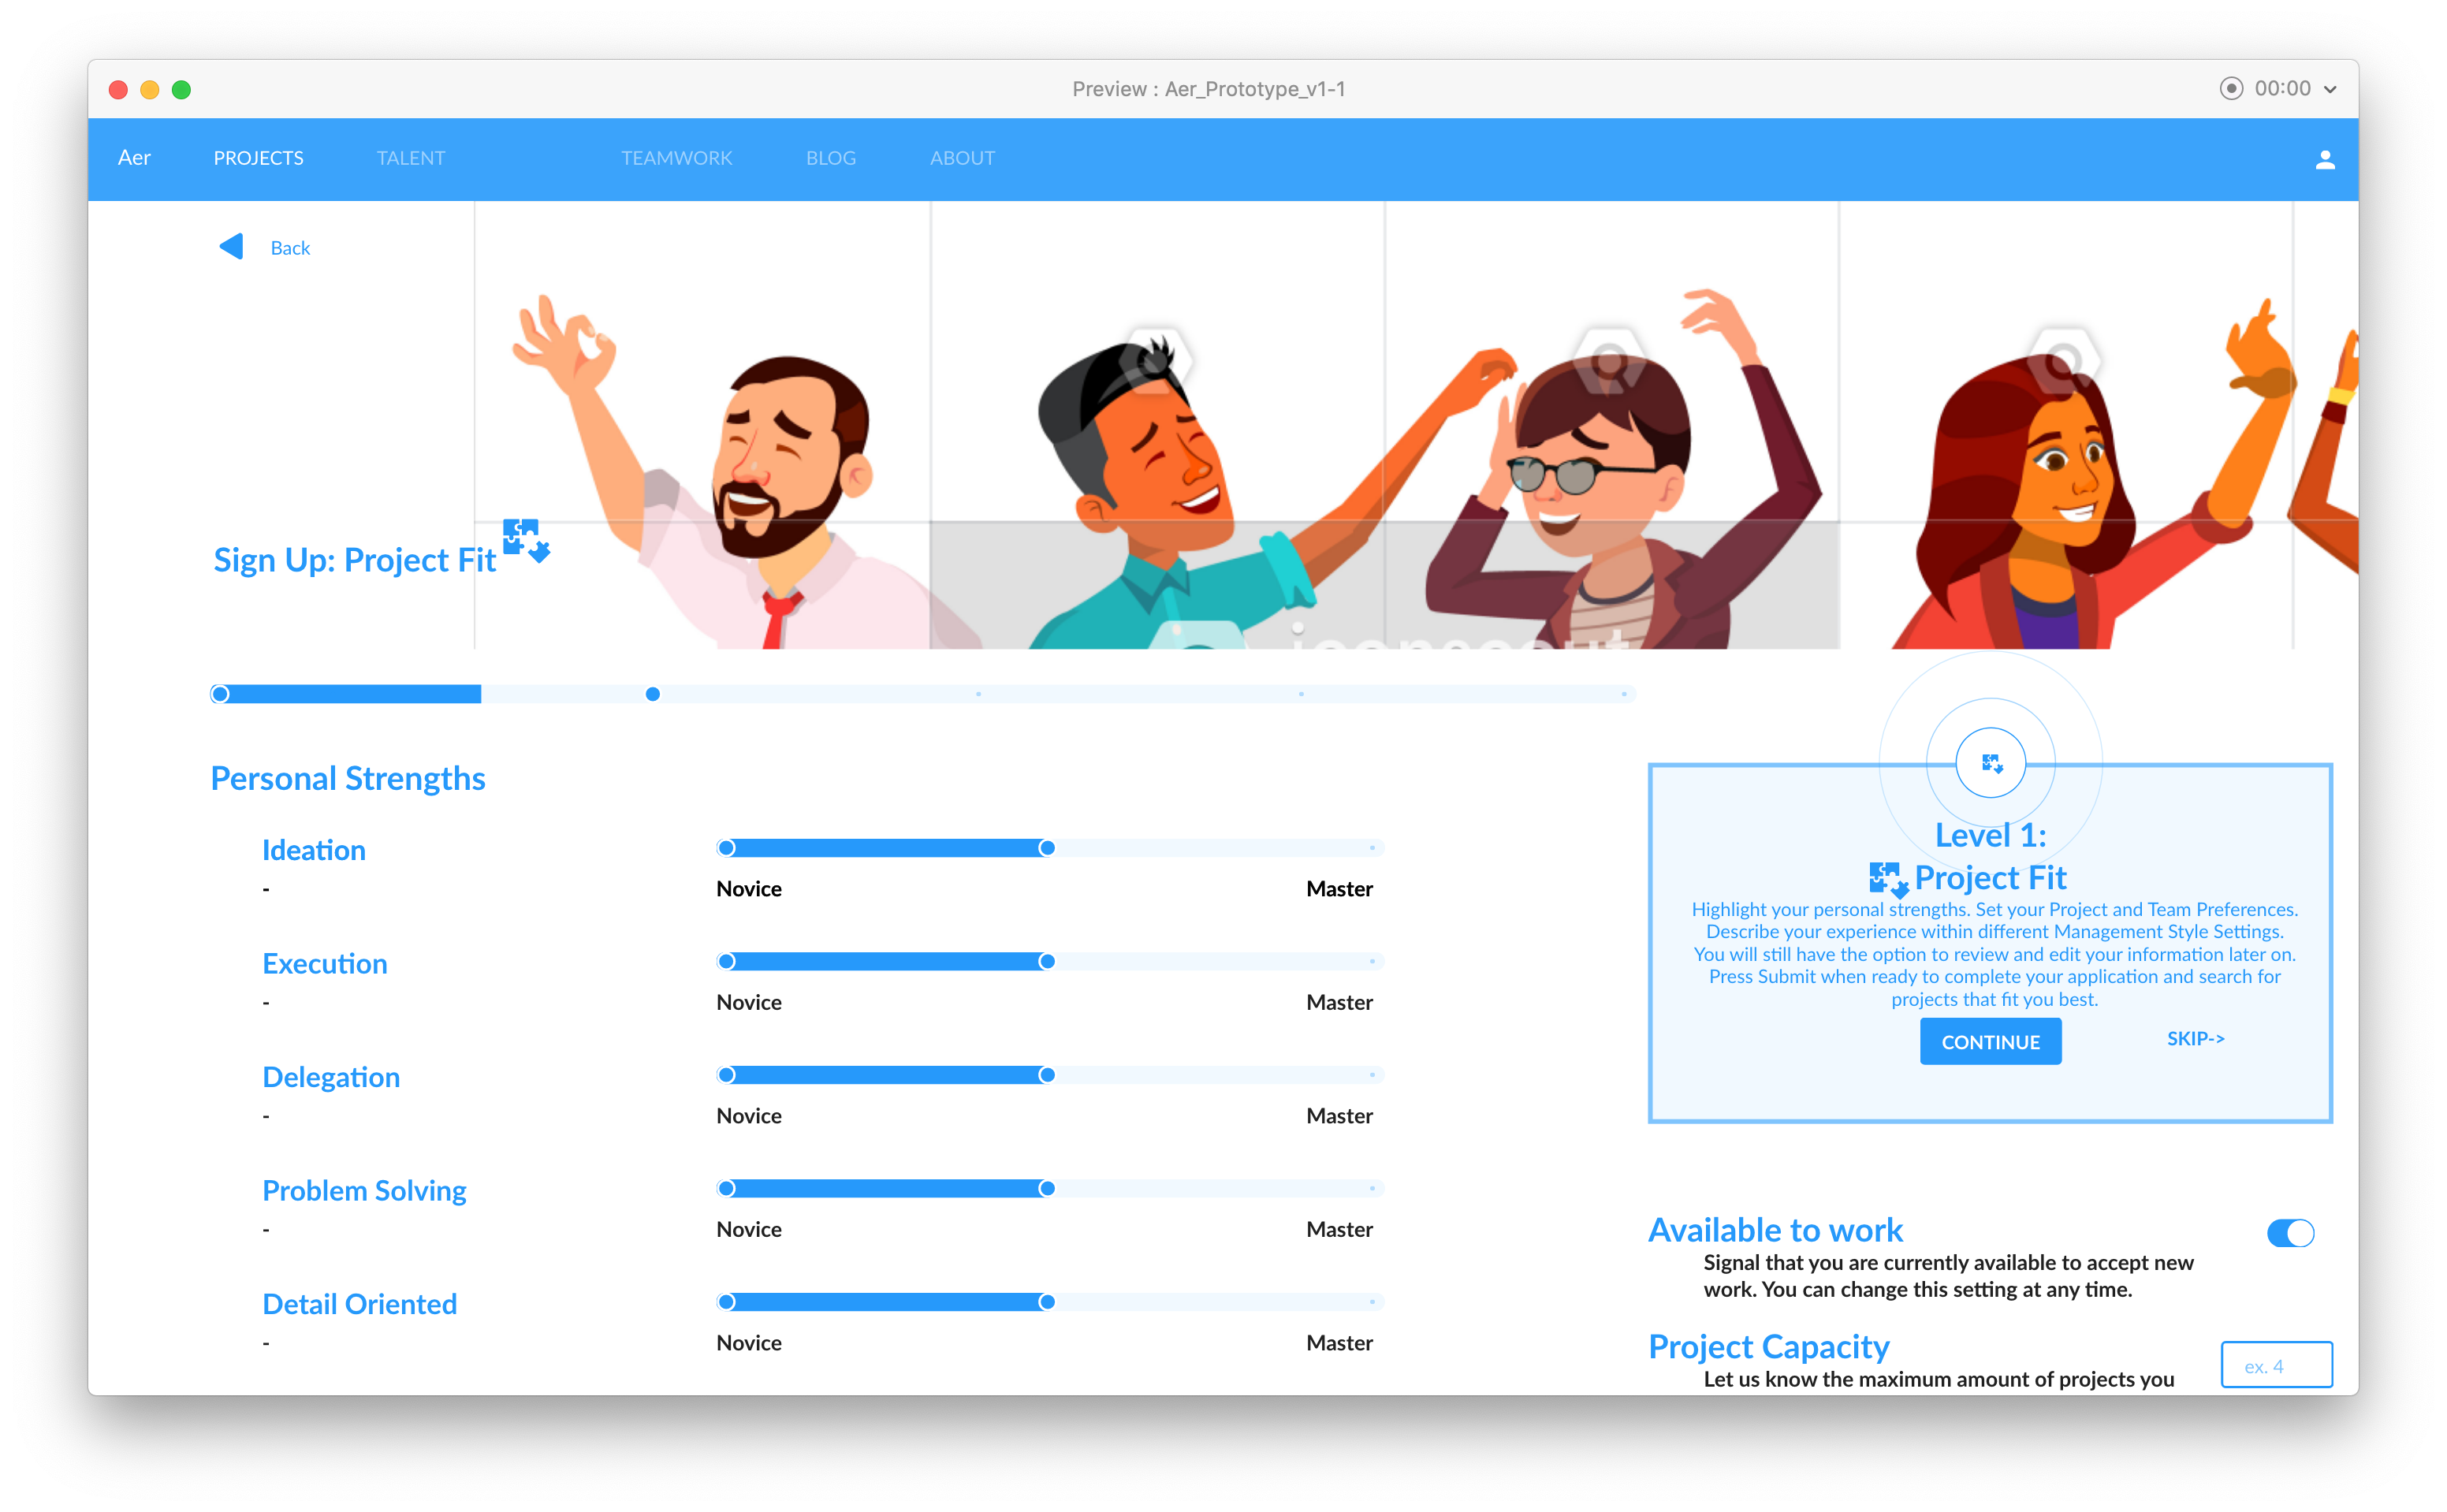 Preview : Aer_Prototype_v1-1
00:00
Aer
PROJECTS
TALENT
TEAMWORK
BLOG
ABOUT
Back
Sign Up: Project Fit
Personal Strengths
Ideation
-
Novice
Master
Execution
-
Novice
Master
Delegation
-
Novice
Master
Problem Solving
-
Novice
Master
Detail Oriented
-
Novice
Master
Level 1:
Project Fit
Highlight your personal strengths. Set your Project and Team Preferences.
Describe your experience within different Management Style Settings.
You will still have the option to review and edit your information later on.
Press Submit when ready to complete your application and search for
projects that fit you best.
CONTINUE
SKIP->
Available to work
Signal that you are currently available to accept new
work. You can change this setting at any time.
Project Capacity
ex. 4
Let us know the maximum amount of projects you